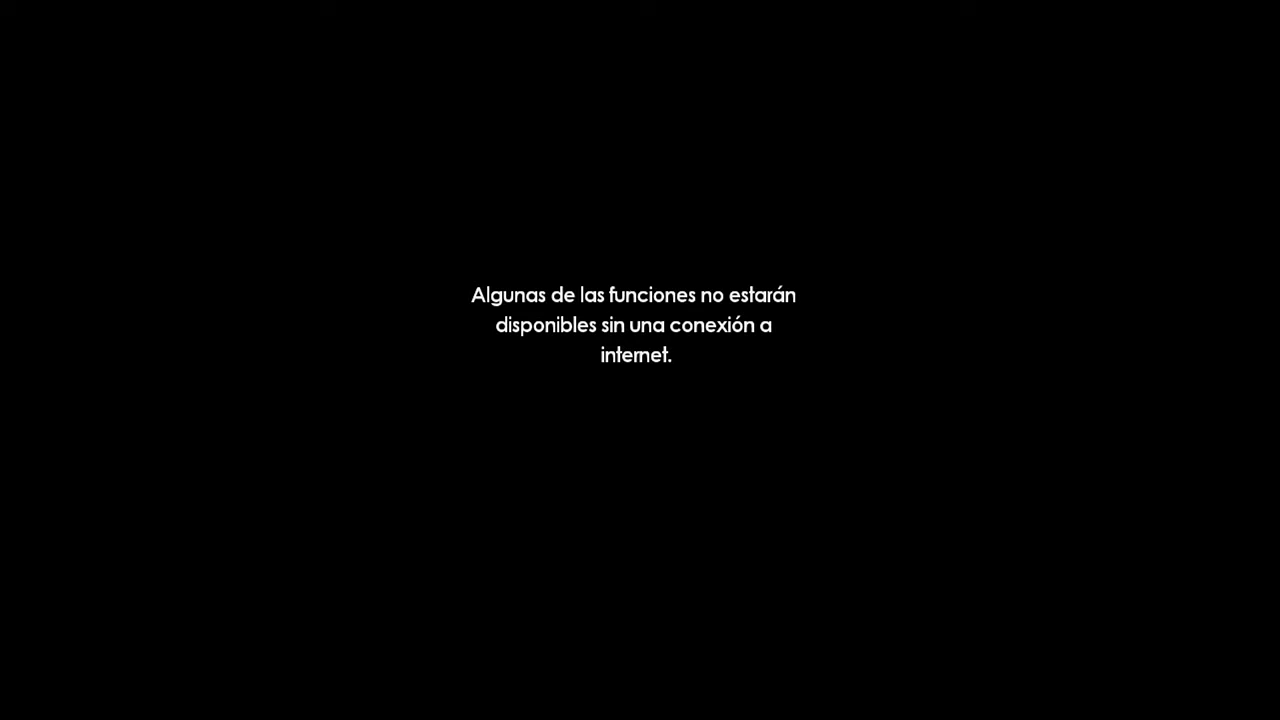 Algunas de las funciones no estarán
disponibles sin una conexión a
internet.